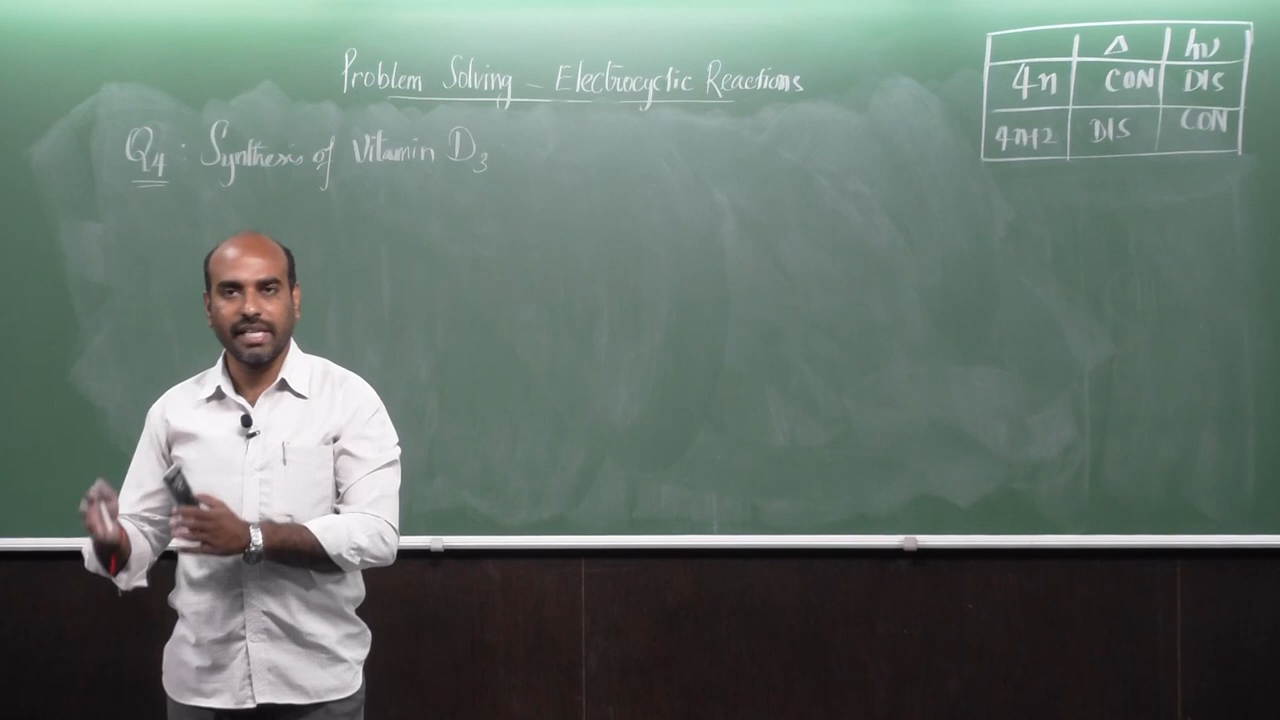 Problem Solving - Electrocyclic Reactions
Δ hν
4n CON DIS
4n+2 DIS CON
Q4 : Synthesis of Vitamin D3